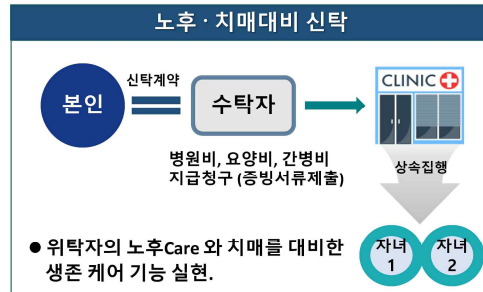 노후 · 치매대비 신탁
본인
신탁계약
수탁자
CLINIC
병원비, 요양비, 간병비
지급청구 (증빙서류제출)
상속집행
● 위탁자의 노후Care 와 치매를 대비한
생존 케어 기능 실현.
자녀
1
자녀
2